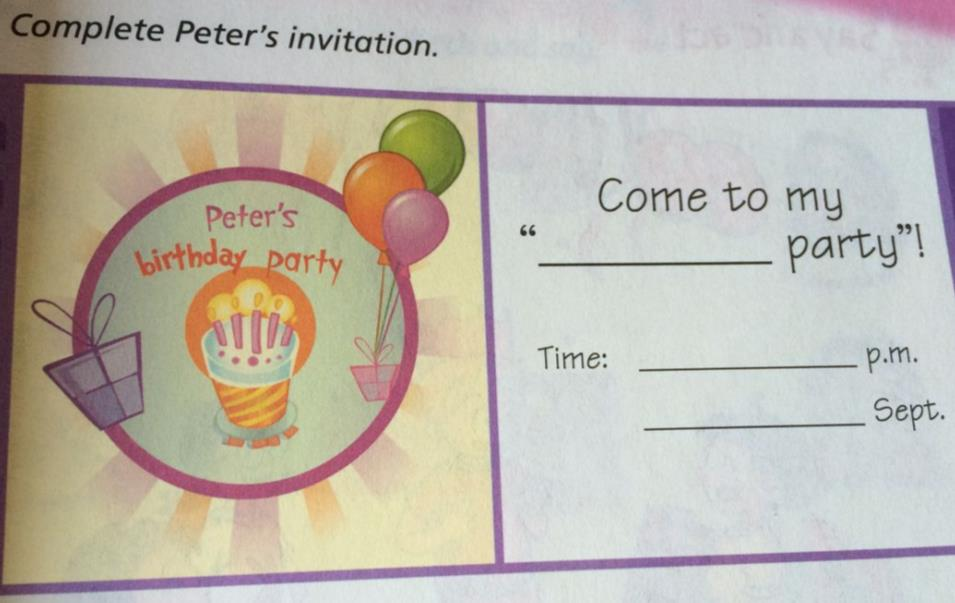 Complete Peter's invitation.
Peter's
birthday party
Come to my
"__________ party"!
Time: __________ p.m.
__________ Sept.